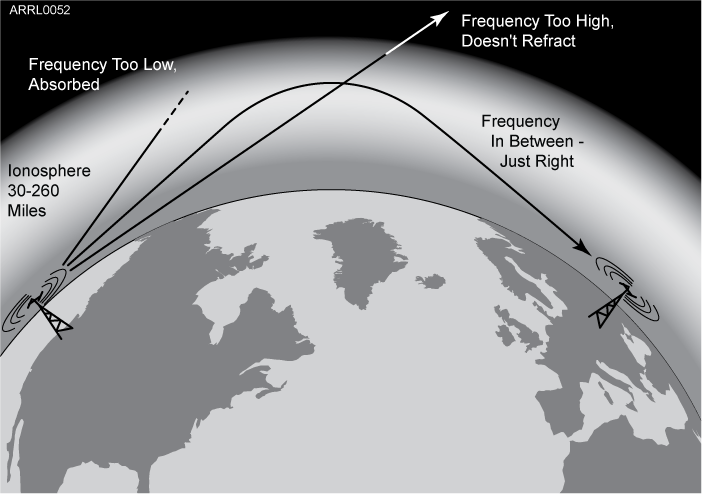 ARRL0052
Frequency Too High,
Doesn't Refract
Frequency Too Low,
Absorbed
Frequency
In Between -
Just Right
Ionosphere
30-260
Miles